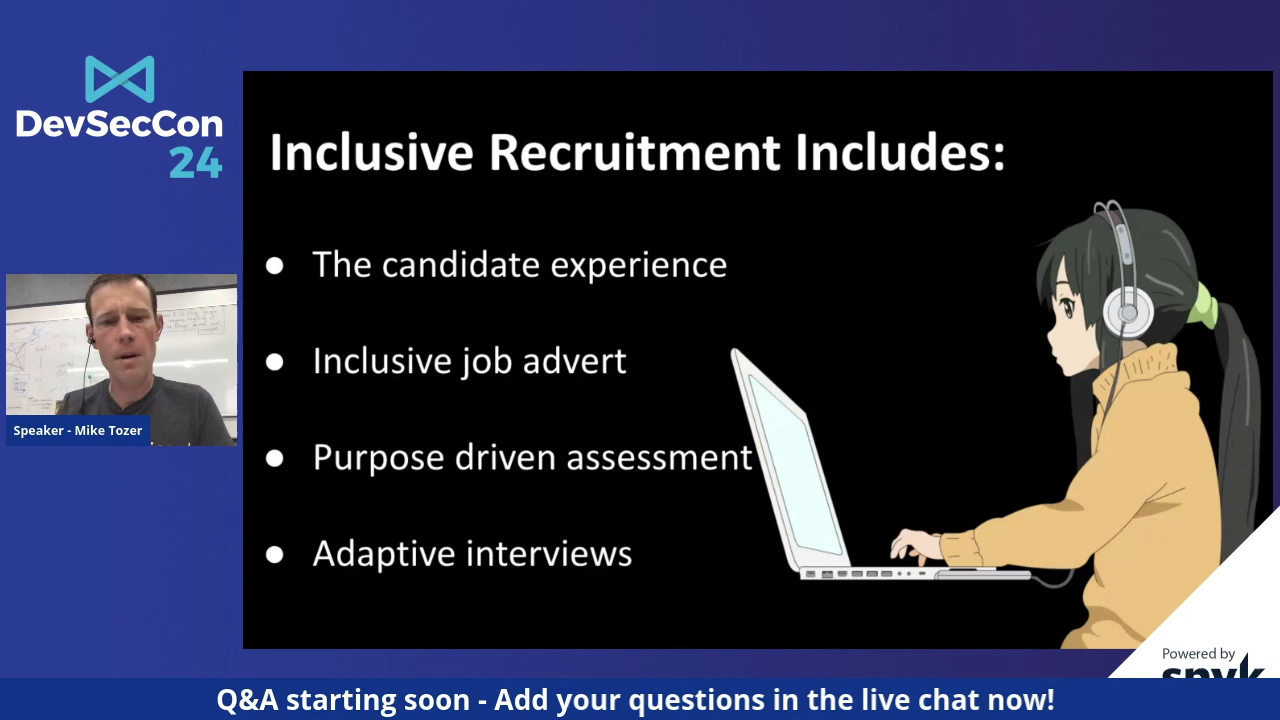 DevSecCon
24
Inclusive Recruitment Includes:
● The candidate experience
● Inclusive job advert
● Purpose driven assessment
● Adaptive interviews
Speaker - Mike Tozer
Powered by
snyk
Q&A starting soon - Add your questions in the live chat now!